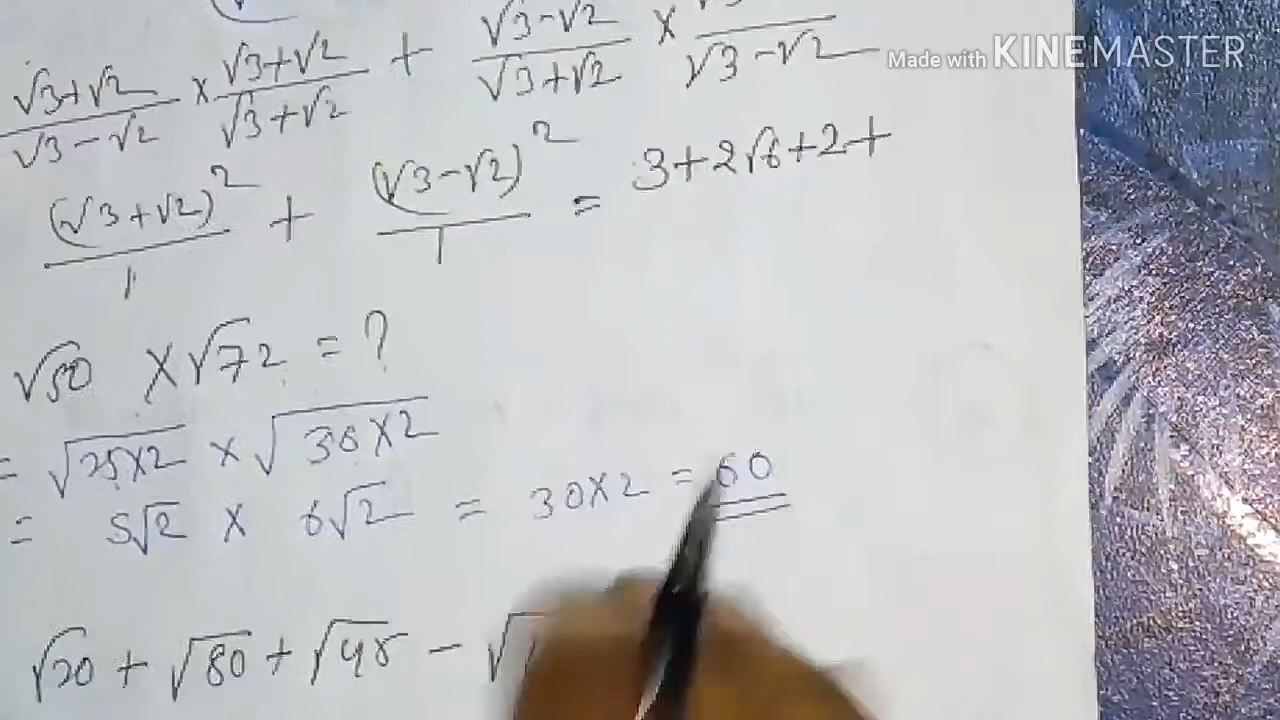 √3+√2/√3-√2 × √3+√2/√3+√2 + √3-√2/√3+√2 × /√3-√2
Made with KINEMASTER
(√3+√2)²/1 + (√3-√2)²/1 = 3+2√6+2+
√50 × √72 = ?
= √25×2 × √36×2
= 5√2 × 6√2 = 30×2 = 60
√20 + √80 + √45 - √